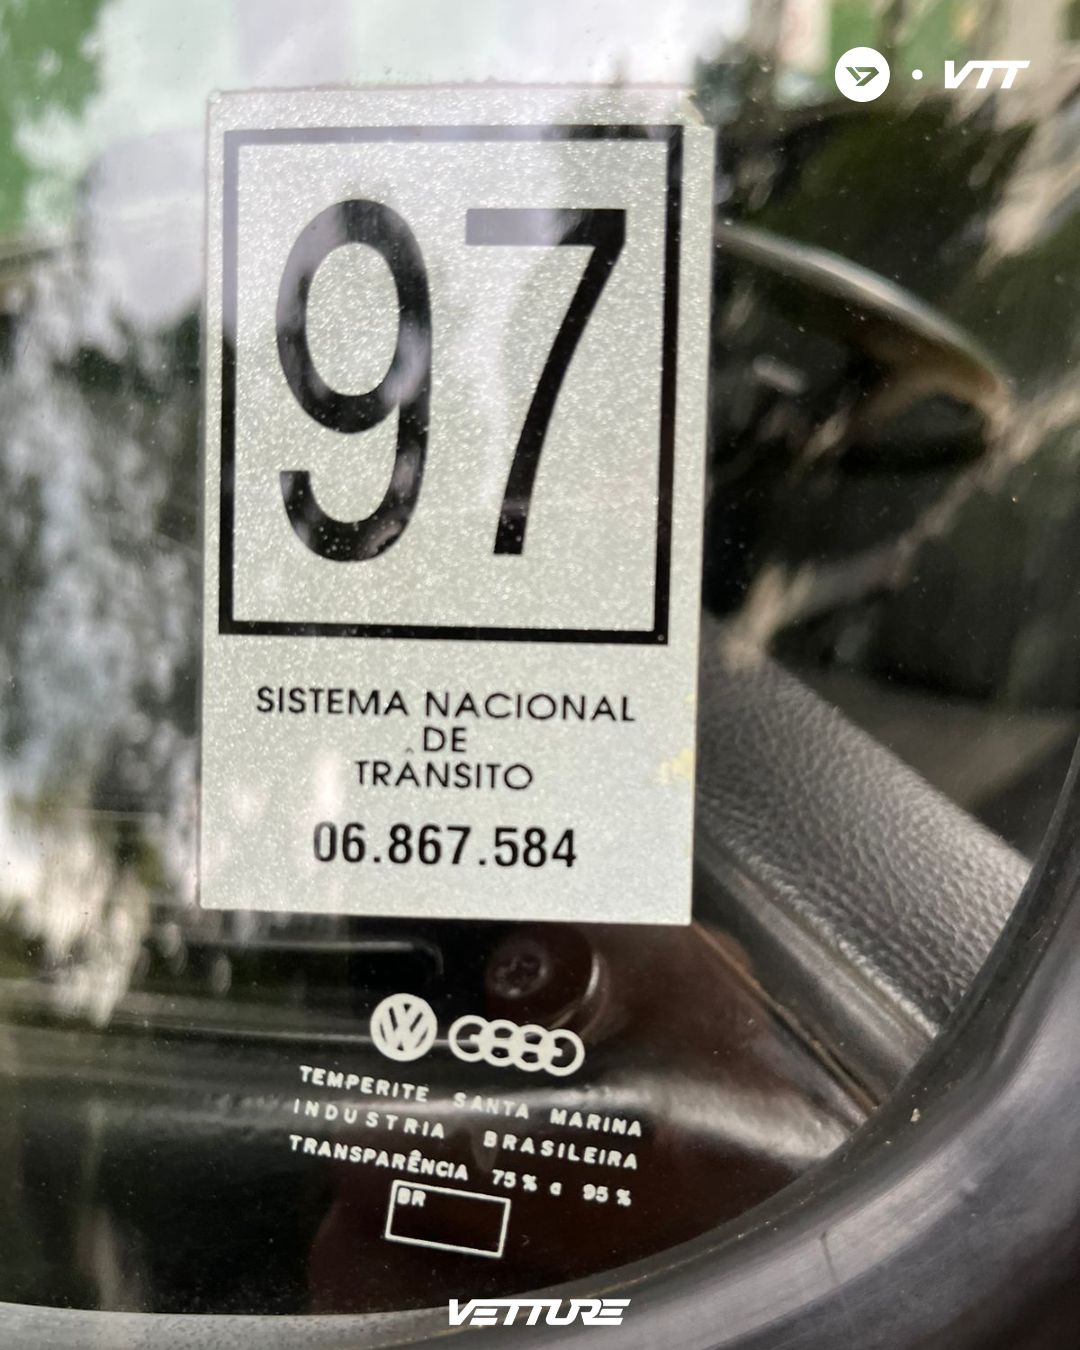 VTT
97
SISTEMA NACIONAL
DE
TRÂNSITO
06.867.584
TEMPERITE SANTA MARINA
INDUSTRIA BRASILEIRA
TRANSPARÊNCIA 75% a 95%
BR
VETTURE